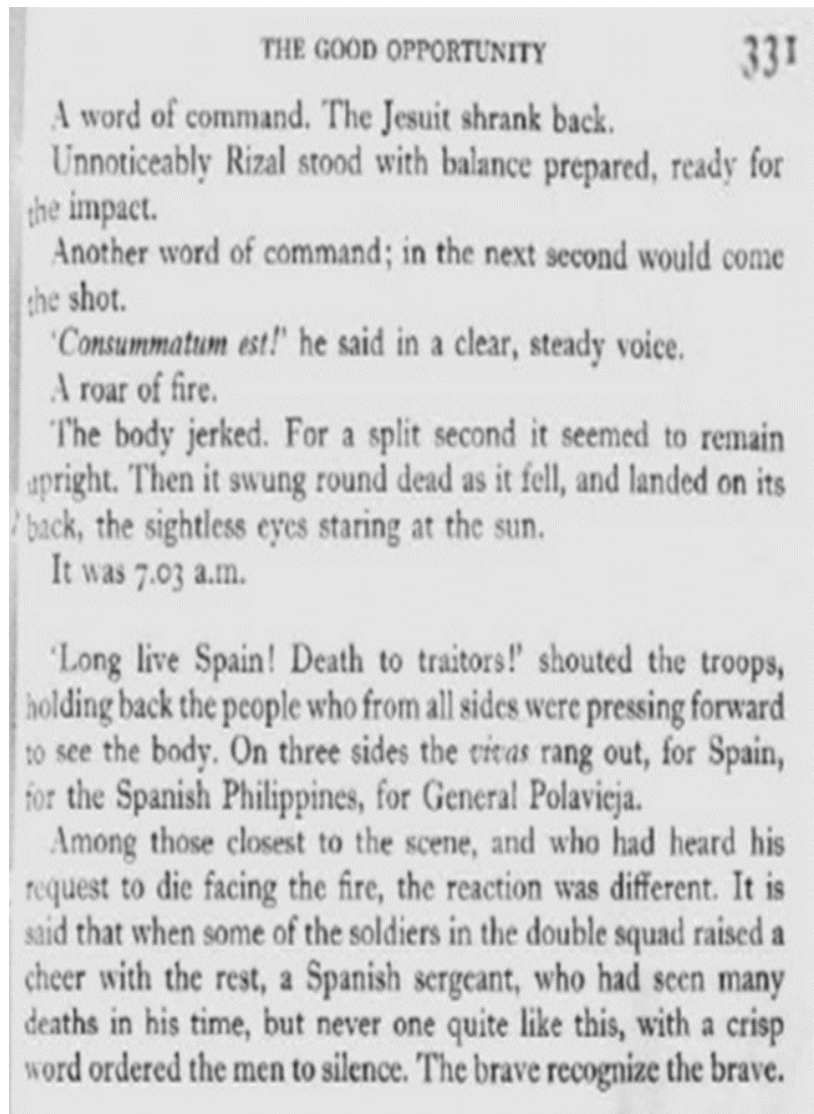 THE GOOD OPPORTUNITY 331
A word of command. The Jesuit shrank back.
Unnoticeably Rizal stood with balance prepared, ready for
the impact.
Another word of command; in the next second would come
the shot.
‘Consummatum est!’ he said in a clear, steady voice.
A roar of fire.
The body jerked. For a split second it seemed to remain
upright. Then it swung round dead as it fell, and landed on its
back, the sightless eyes staring at the sun.
It was 7.03 a.m.
‘Long live Spain! Death to traitors!’ shouted the troops,
holding back the people who from all sides were pressing forward
to see the body. On three sides the vivas rang out, for Spain,
for the Spanish Philippines, for General Polavieja.
Among those closest to the scene, and who had heard his
request to die facing the fire, the reaction was different. It is
said that when some of the soldiers in the double squad raised a
cheer with the rest, a Spanish sergeant, who had seen many
deaths in his time, but never one quite like this, with a crisp
word ordered the men to silence. The brave recognize the brave.